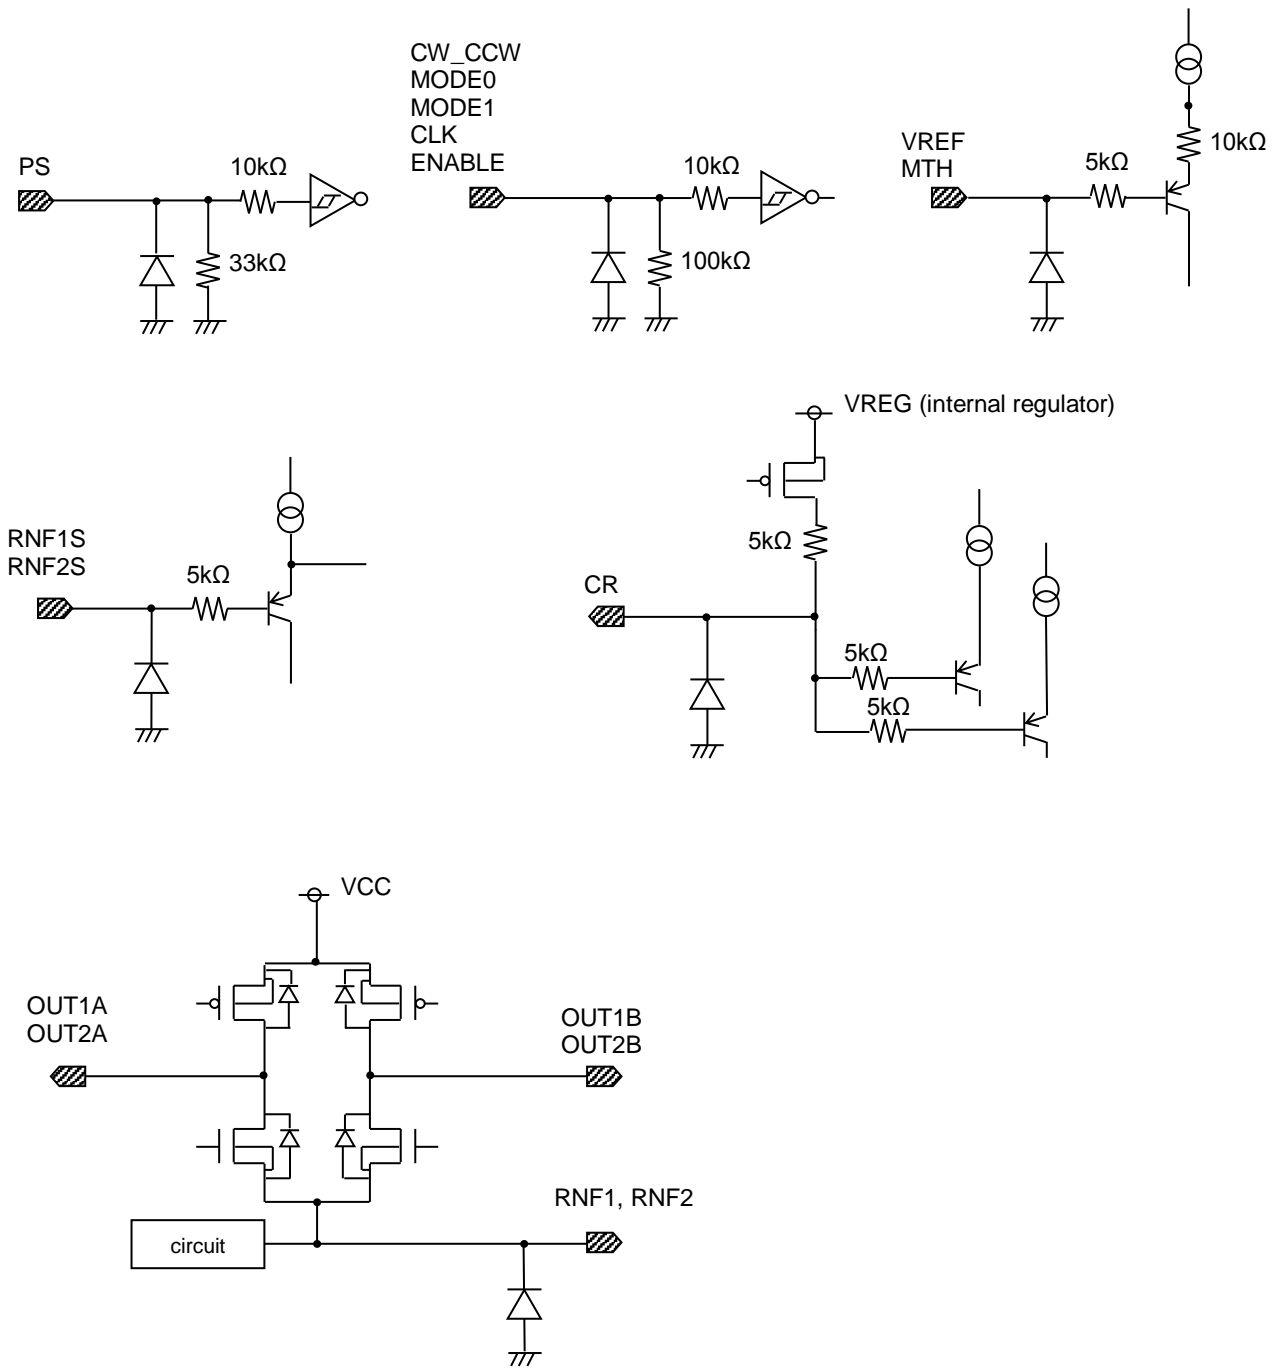 PS
10kΩ
33kΩ
CW_CCW
MODE0
MODE1
CLK
ENABLE
10kΩ
100kΩ
VREF
MTH
5kΩ
10kΩ
RNF1S
RNF2S
5kΩ
VREG (internal regulator)
5kΩ
CR
5kΩ
5kΩ
VCC
OUT1A
OUT2A
OUT1B
OUT2B
RNF1, RNF2
circuit